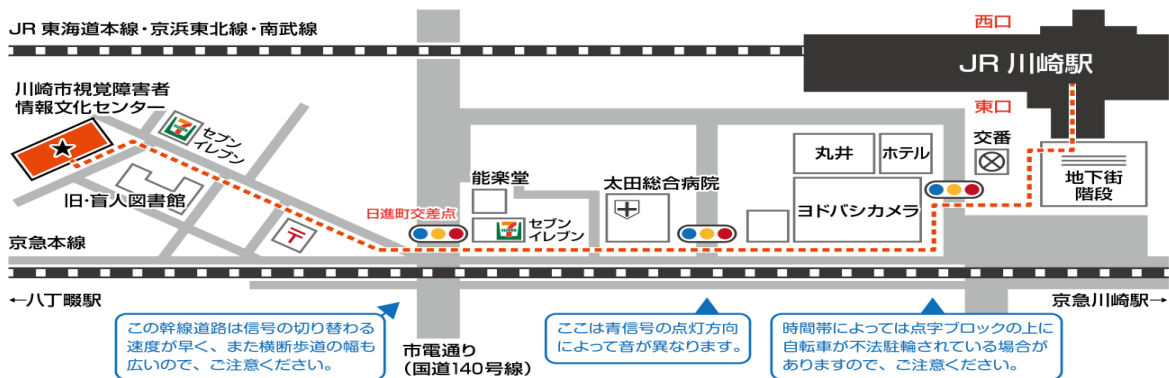 JR 東海道本線・京浜東北線・南武線
西口
JR 川崎駅
川崎市視覚障害者
情報文化センター
7
セブン
イレブン
東口
交番
丸井
ホテル
地下街
階段
能楽堂
太田総合病院
旧・盲人図書館
日進町交差点
7
セブン
イレブン
ヨドバシカメラ
〒
京急本線
←八丁畷駅
京急川崎駅→
この幹線道路は信号の切り替わる
速度が早く、また横断歩道の幅も
広いので、ご注意ください。
市電通り
(国道140号線)
ここは青信号の点灯方向
によって音が異なります。
時間帯によっては点字ブロックの上に
自転車が不法駐輪されている場合が
ありますので、ご注意ください。